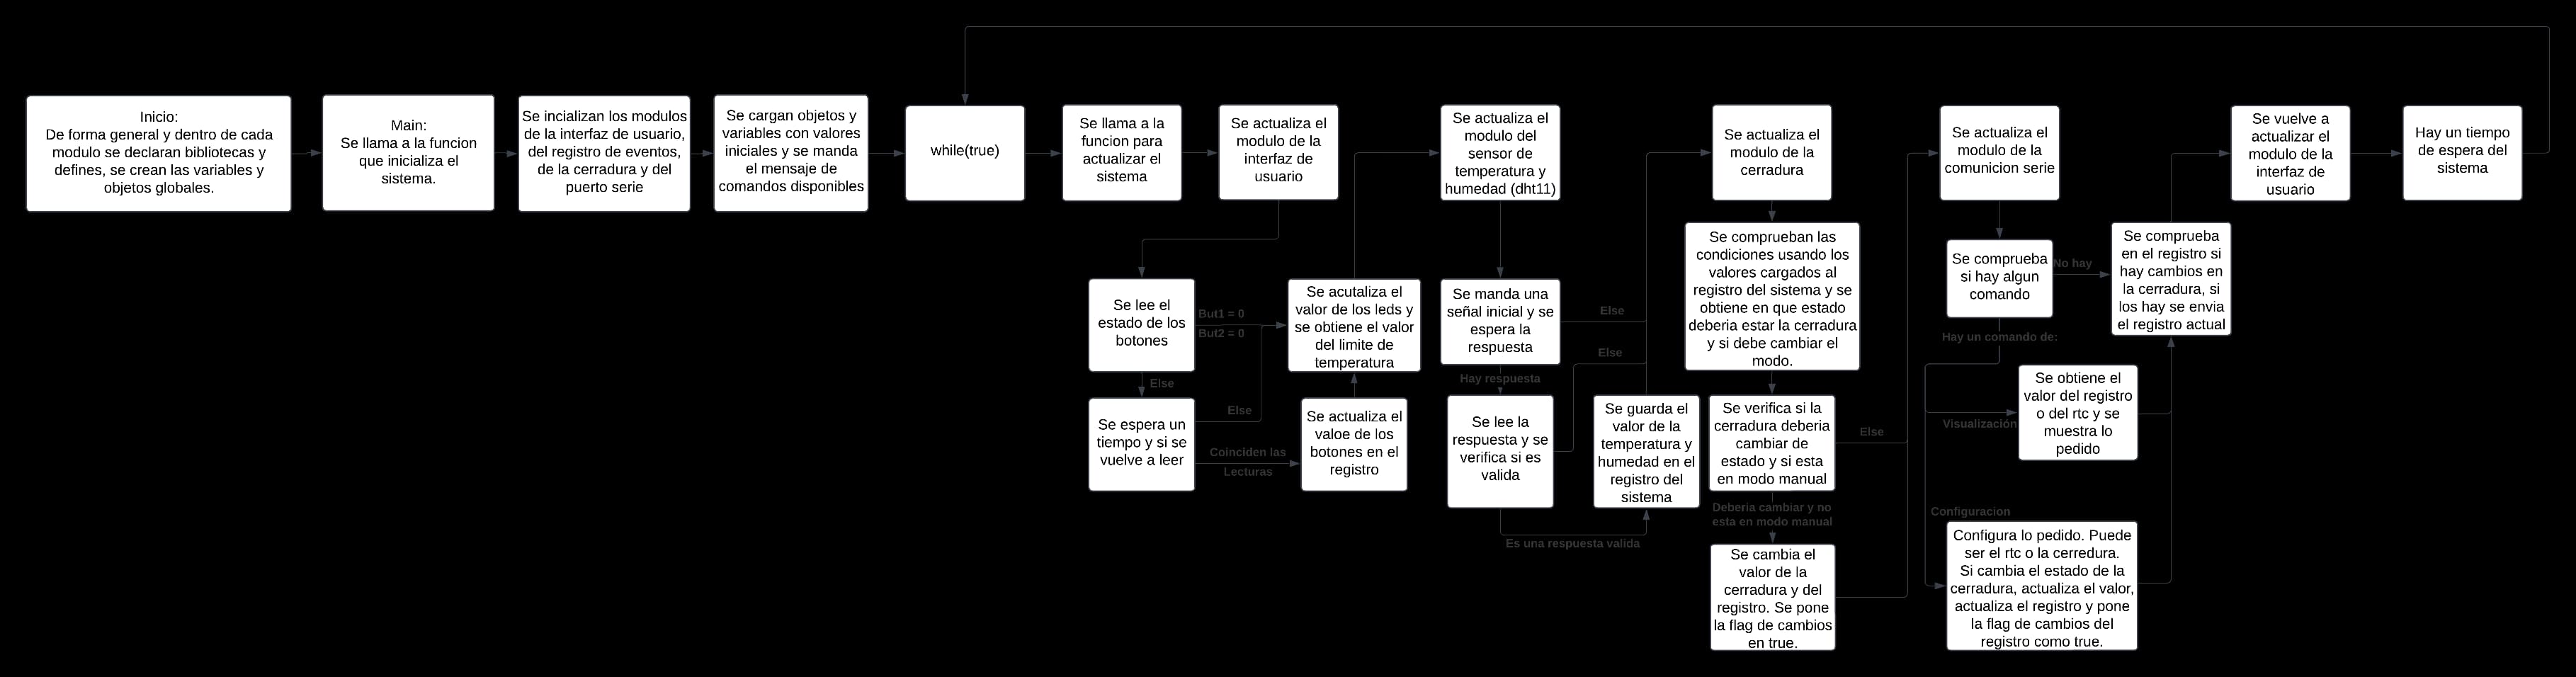 Inicio:
De forma general y dentro de cada
modulo se declaran bibliotecas y
defines, se crean las variables y
objetos globales.
Main:
Se llama a la funcion
que inicializa el
sistema.
Se incializan los modulos
de la interfaz de usuario,
del registro de eventos,
de la cerradura y del
puerto serie
Se cargan objetos y
variables con valores
iniciales y se manda
el mensaje de
comandos disponibles
while(true)
Se llama a la
funcion para
actualizar el
sistema
Se actualiza el
modulo de la
interfaz de
usuario
Se lee el
estado de los
botones
But1 = 0
But2 = 0
Else
Se espera un
tiempo y si se
vuelve a leer
Else
Coinciden las
Lecturas
Se actualiza el
valoe de los
botones en el
registro
Se acutaliza el
valor de los leds y
se obtiene el valor
del limite de
temperatura
Se actualiza el
modulo del
sensor de
temperatura y
humedad (dht11)
Se manda una
señal inicial y se
espera la
respuesta
Else
Hay respuesta
Se lee la
respuesta y se
verifica si es
valida
Else
Es una respuesta valida
Se guarda el
valor de la
temperatura y
humedad en el
registro del
sistema
Se actualiza el
modulo de la
cerradura
Se comprueban las
condiciones usando los
valores cargados al
registro del sistema y se
obtiene en que estado
deberia estar la cerradura
y si debe cambiar el
modo.
Se verifica si la
cerradura deberia
cambiar de
estado y si esta
en modo manual
Else
Deberia cambiar y no
esta en modo manual
Se cambia el
valor de la
cerradura y del
registro. Se pone
la flag de cambios
en true.
Se actualiza el
modulo de la
comunicion serie
Se comprueba
si hay algun
comando
No hay
Hay un comando de:
Visualización
Se obtiene el
valor del registro
o del rtc y se
muestra lo
pedido
Configuracion
Configura lo pedido. Puede
ser el rtc o la cerredura.
Si cambia el estado de la
cerradura, actualiza el valor,
actualiza el registro y pone
la flag de cambios del
registro como true.
Se comprueba
en el registro si
hay cambios en
la cerradura, si
los hay se envia
el registro actual
Se vuelve a
actualizar el
modulo de la
interfaz de
usuario
Hay un tiempo
de espera del
sistema